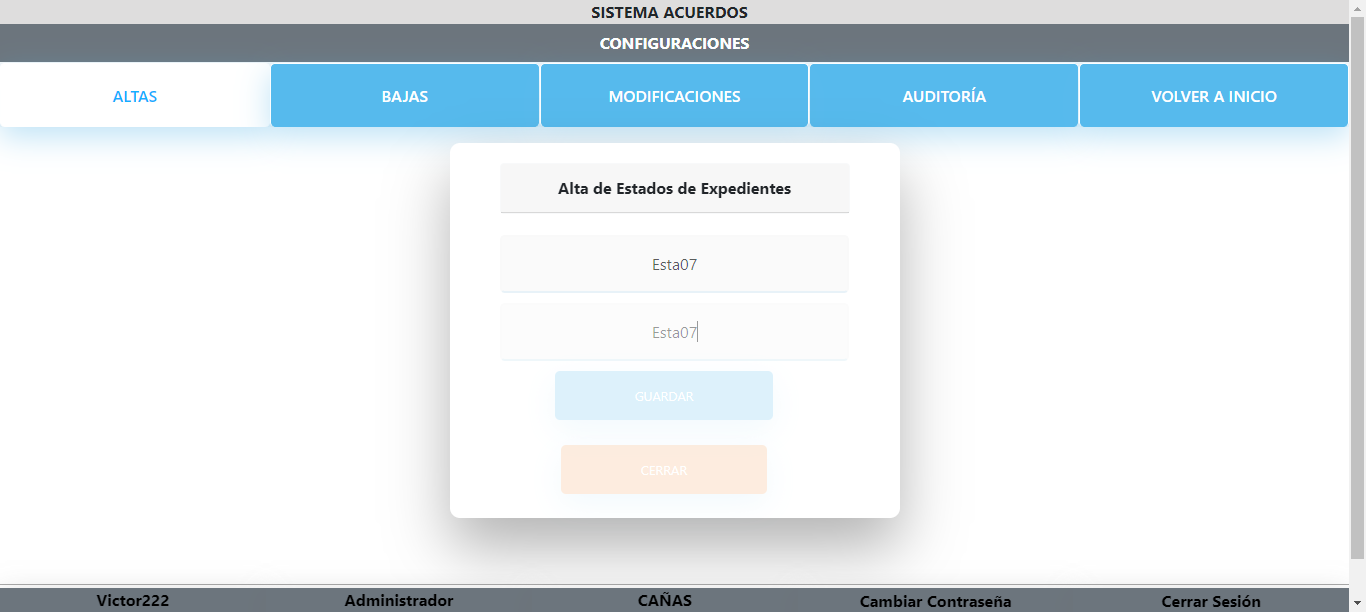 SISTEMA ACUERDOS
CONFIGURACIONES
ALTAS BAJAS MODIFICACIONES AUDITORÍA VOLVER A INICIO
Alta de Estados de Expedientes
Esta07
Esta07
GUARDAR
CERRAR
Victor222 Administrador CAÑAS Cambiar Contraseña Cerrar Sesión